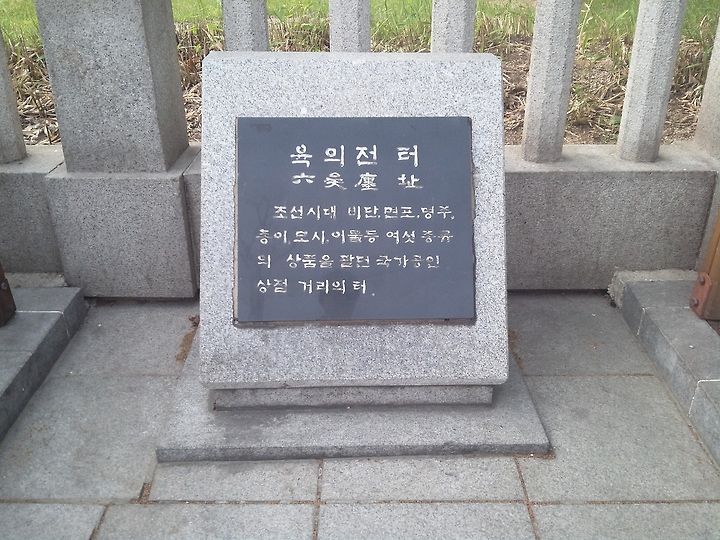 육의전 터
六矣廛 址
조선시대 비단,면포,명주,
종이,모시,어물등 여섯 종류
의 상품을 팔던 국가공인
상점 거리의 터.